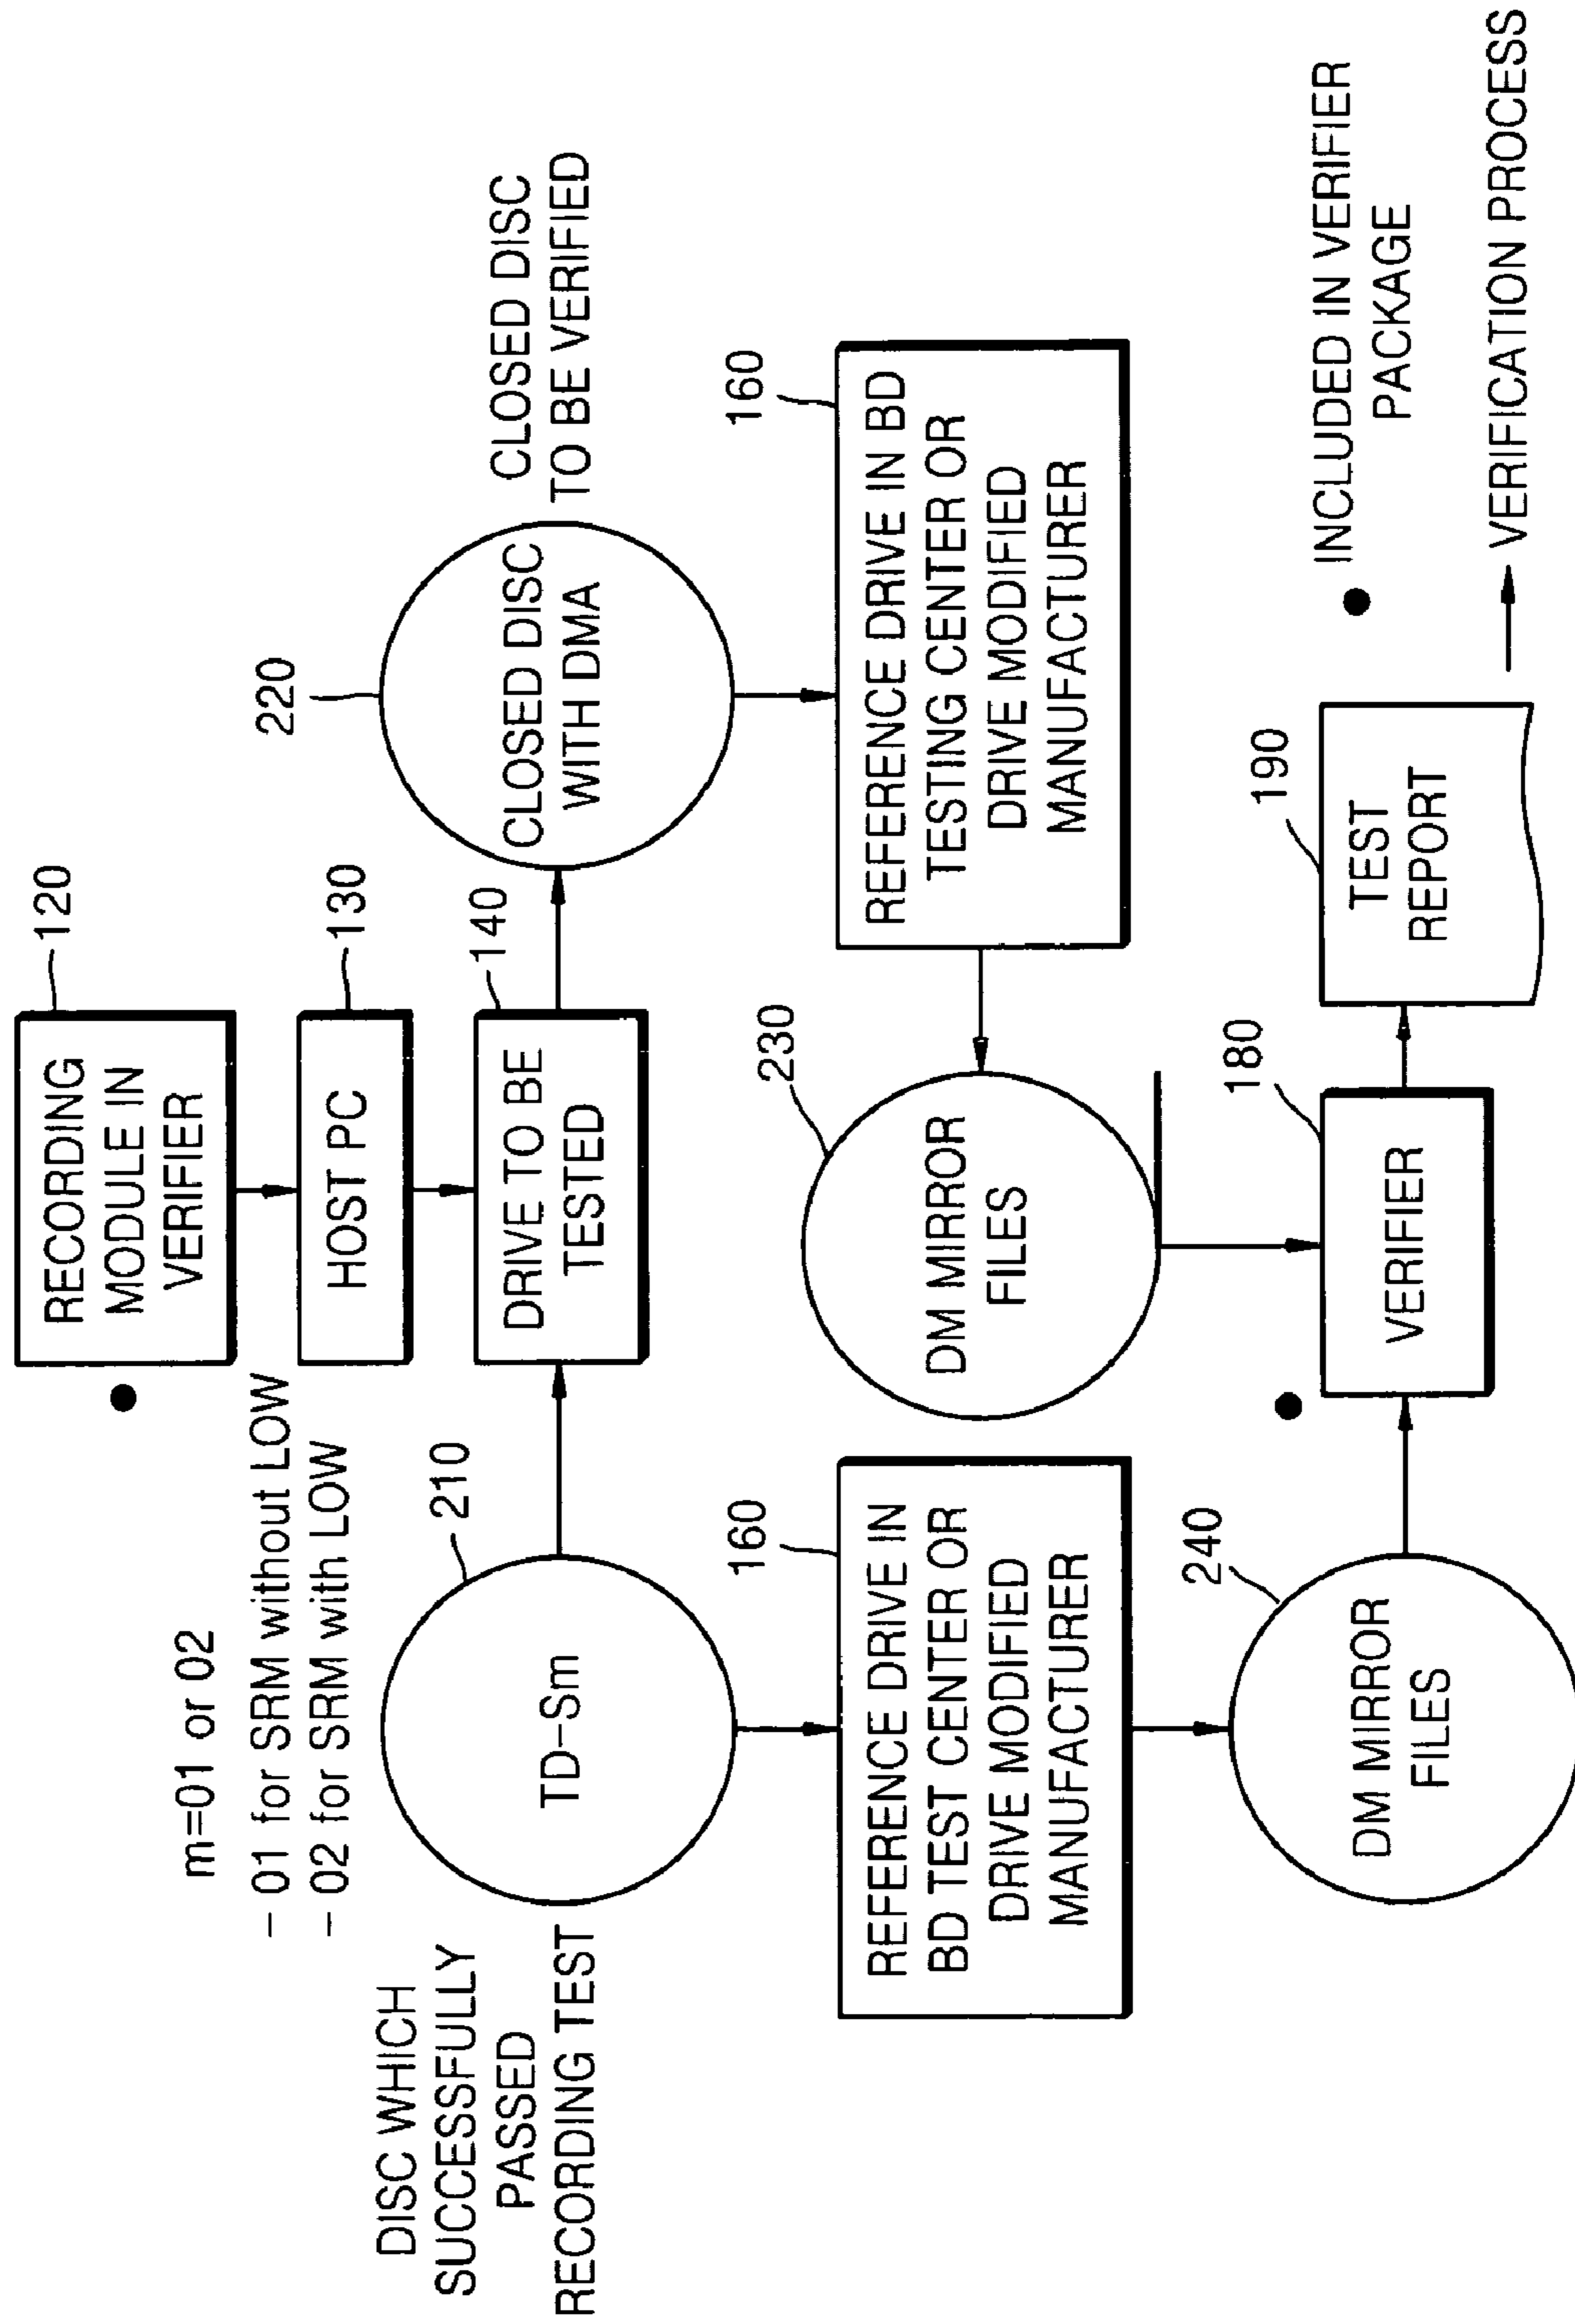 RECORDING
MODULE IN
VERIFIER
120
HOST PC
130
m=01 or 02
- 01 for SRM without LOW
- 02 for SRM with LOW
DISC WHICH
SUCCESSFULLY
PASSED
RECORDING TEST
210
TD-Sm
DRIVE TO BE
TESTED
140
220
CLOSED DISC
WITH DMA
CLOSED DISC
TO BE VERIFIED
160
REFERENCE DRIVE IN
BD TEST CENTER OR
DRIVE MODIFIED
MANUFACTURER
230
DM MIRROR
FILES
160
REFERENCE DRIVE IN BD
TESTING CENTER OR
DRIVE MODIFIED
MANUFACTURER
240
DM MIRROR
FILES
180
VERIFIER
190
TEST
REPORT
INCLUDED IN VERIFIER
PACKAGE
VERIFICATION PROCESS